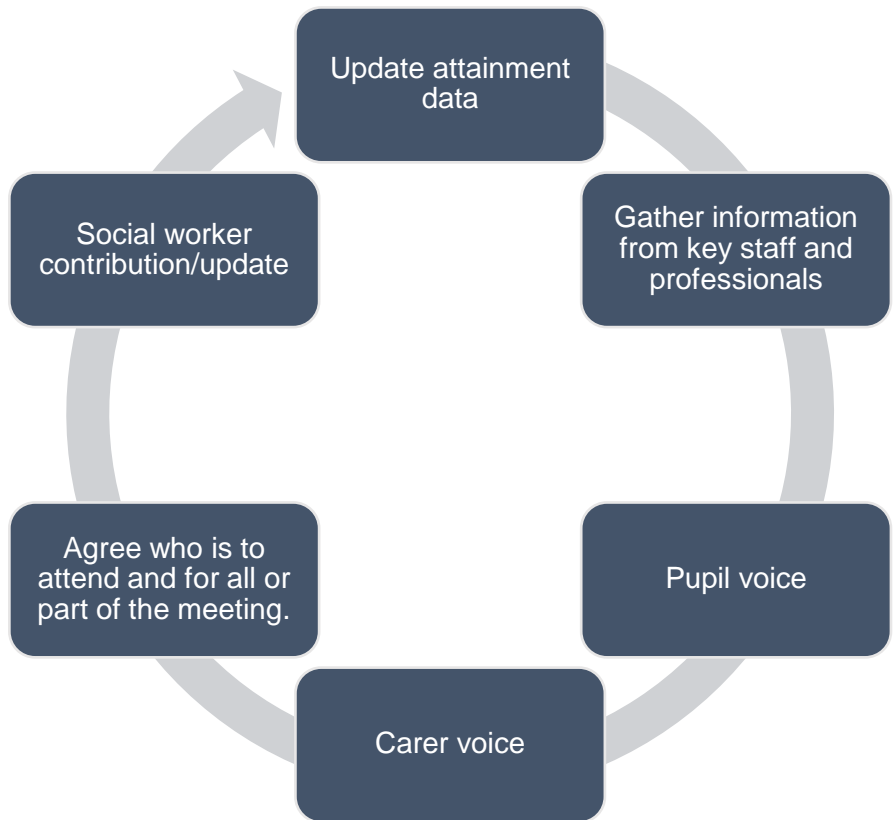 Update attainment
data
Gather information
from key staff and
professionals
Pupil voice
Carer voice
Agree who is to
attend and for all or
part of the meeting.
Social worker
contribution/update